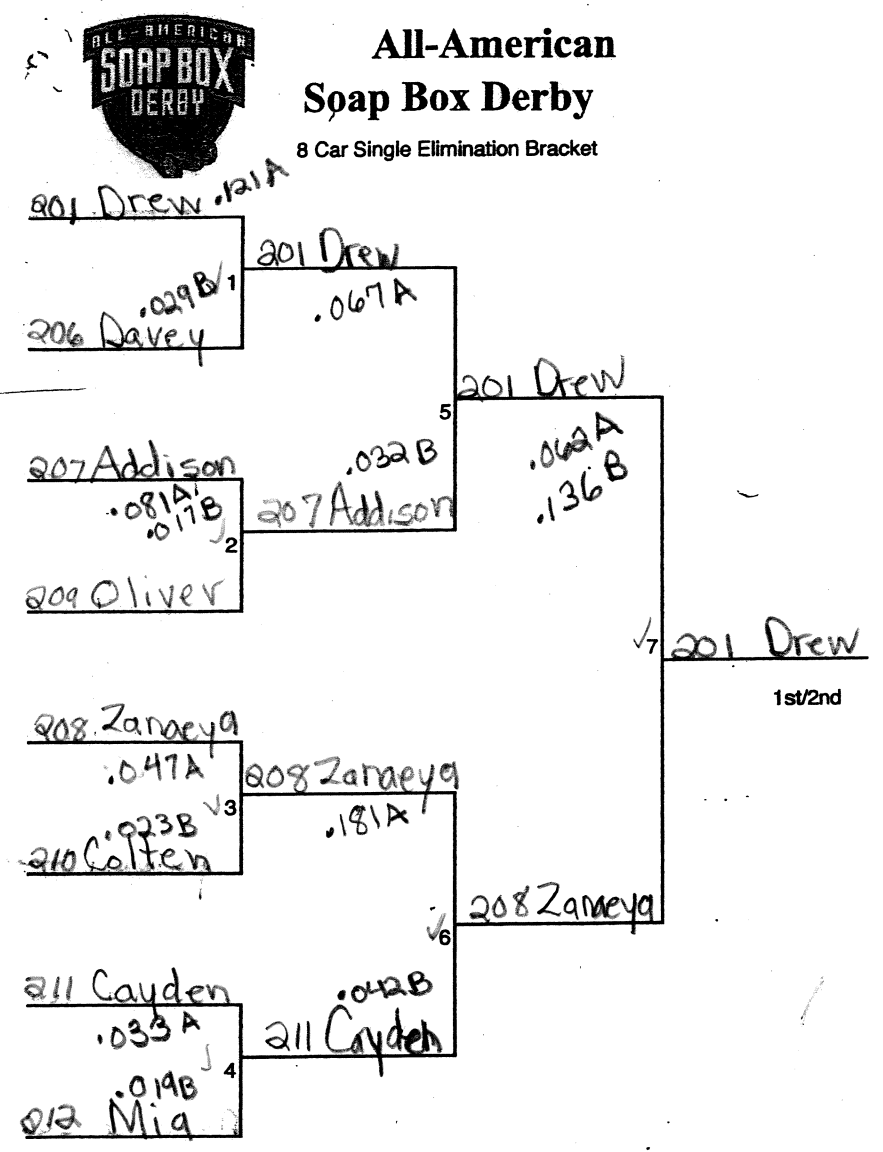 ALL-AMERICAN
SOAP BOX
DERBY
All-American
Soap Box Derby
8 Car Single Elimination Bracket
201 Drew .121A
.029B 1
206 Davey
201 Drew
.067A
207 Addison
.081A
.017B
2
209 Oliver
5
.032B
207 Addison
201 Drew
.062A
.136B
208 Zanaeya
.047A
.023B 3
210 Colten
208 Zanaeya
.181A
211 Cayden
.033A
4
.019B
212 Mia
6
.042B
211 Cayden
208 Zanaeya
7
201 Drew
1st/2nd